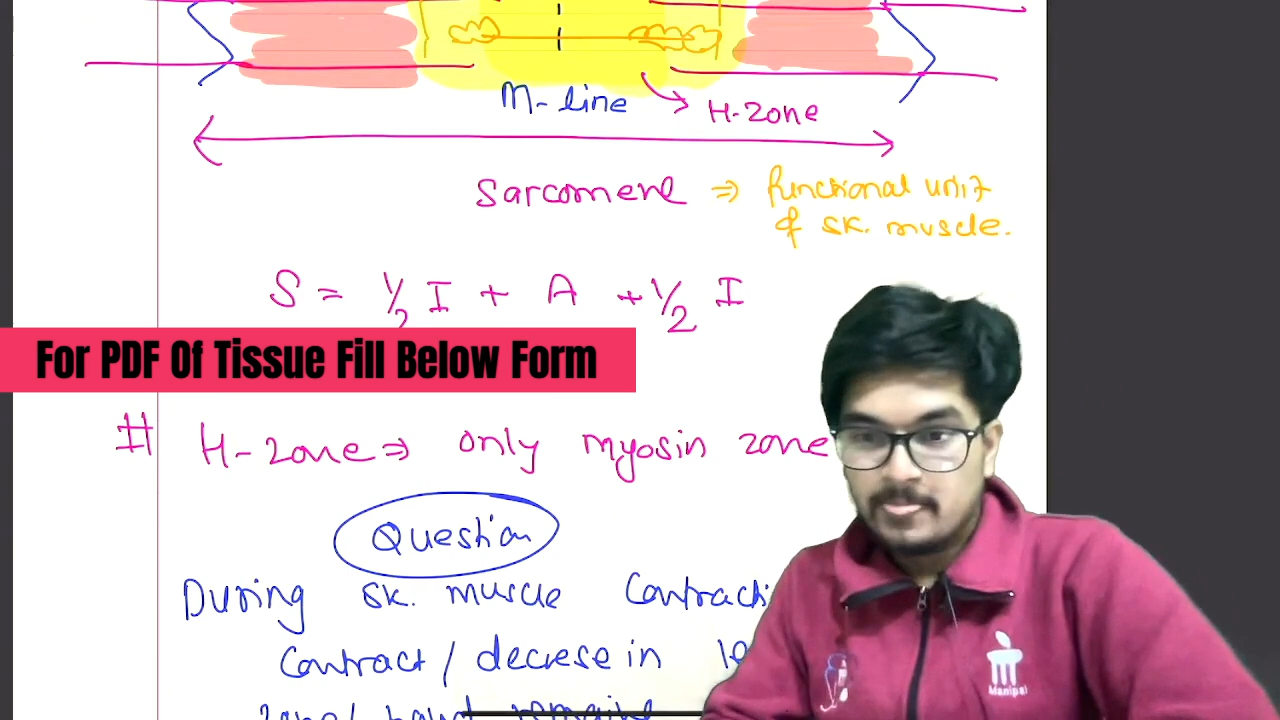 M-line
H-zone
Sarcomere ⇒ functional unit
of sk. muscle.
S = 1/2 I + A + 1/2 I
For PDF Of Tissue Fill Below Form
# H-zone ⇒ only myosin zone
Question
During sk. muscle
Contract / decrese in
Manipal